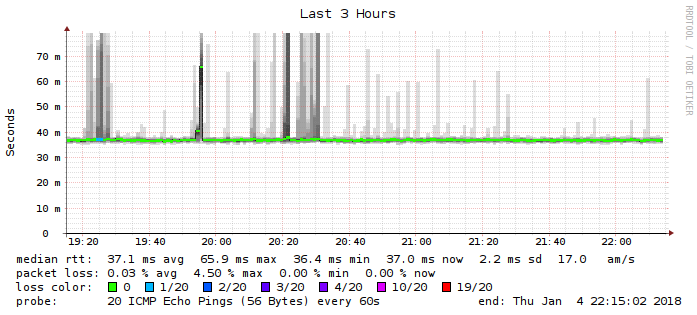 Last 3 Hours
RRDTOOL / TOBI OETIKER
Seconds
70 m
60 m
50 m
40 m
30 m
20 m
10 m
0
19:20 19:40 20:00 20:20 20:40 21:00 21:20 21:40 22:00
median rtt: 37.1 ms avg 65.9 ms max 36.4 ms min 37.0 ms now 2.2 ms sd 17.0 am/s
packet loss: 0.03 % avg 4.50 % max 0.00 % min 0.00 % now
loss color: 0 1/20 2/20 3/20 4/20 10/20 19/20
probe: 20 ICMP Echo Pings (56 Bytes) every 60s end: Thu Jan 4 22:15:02 2018